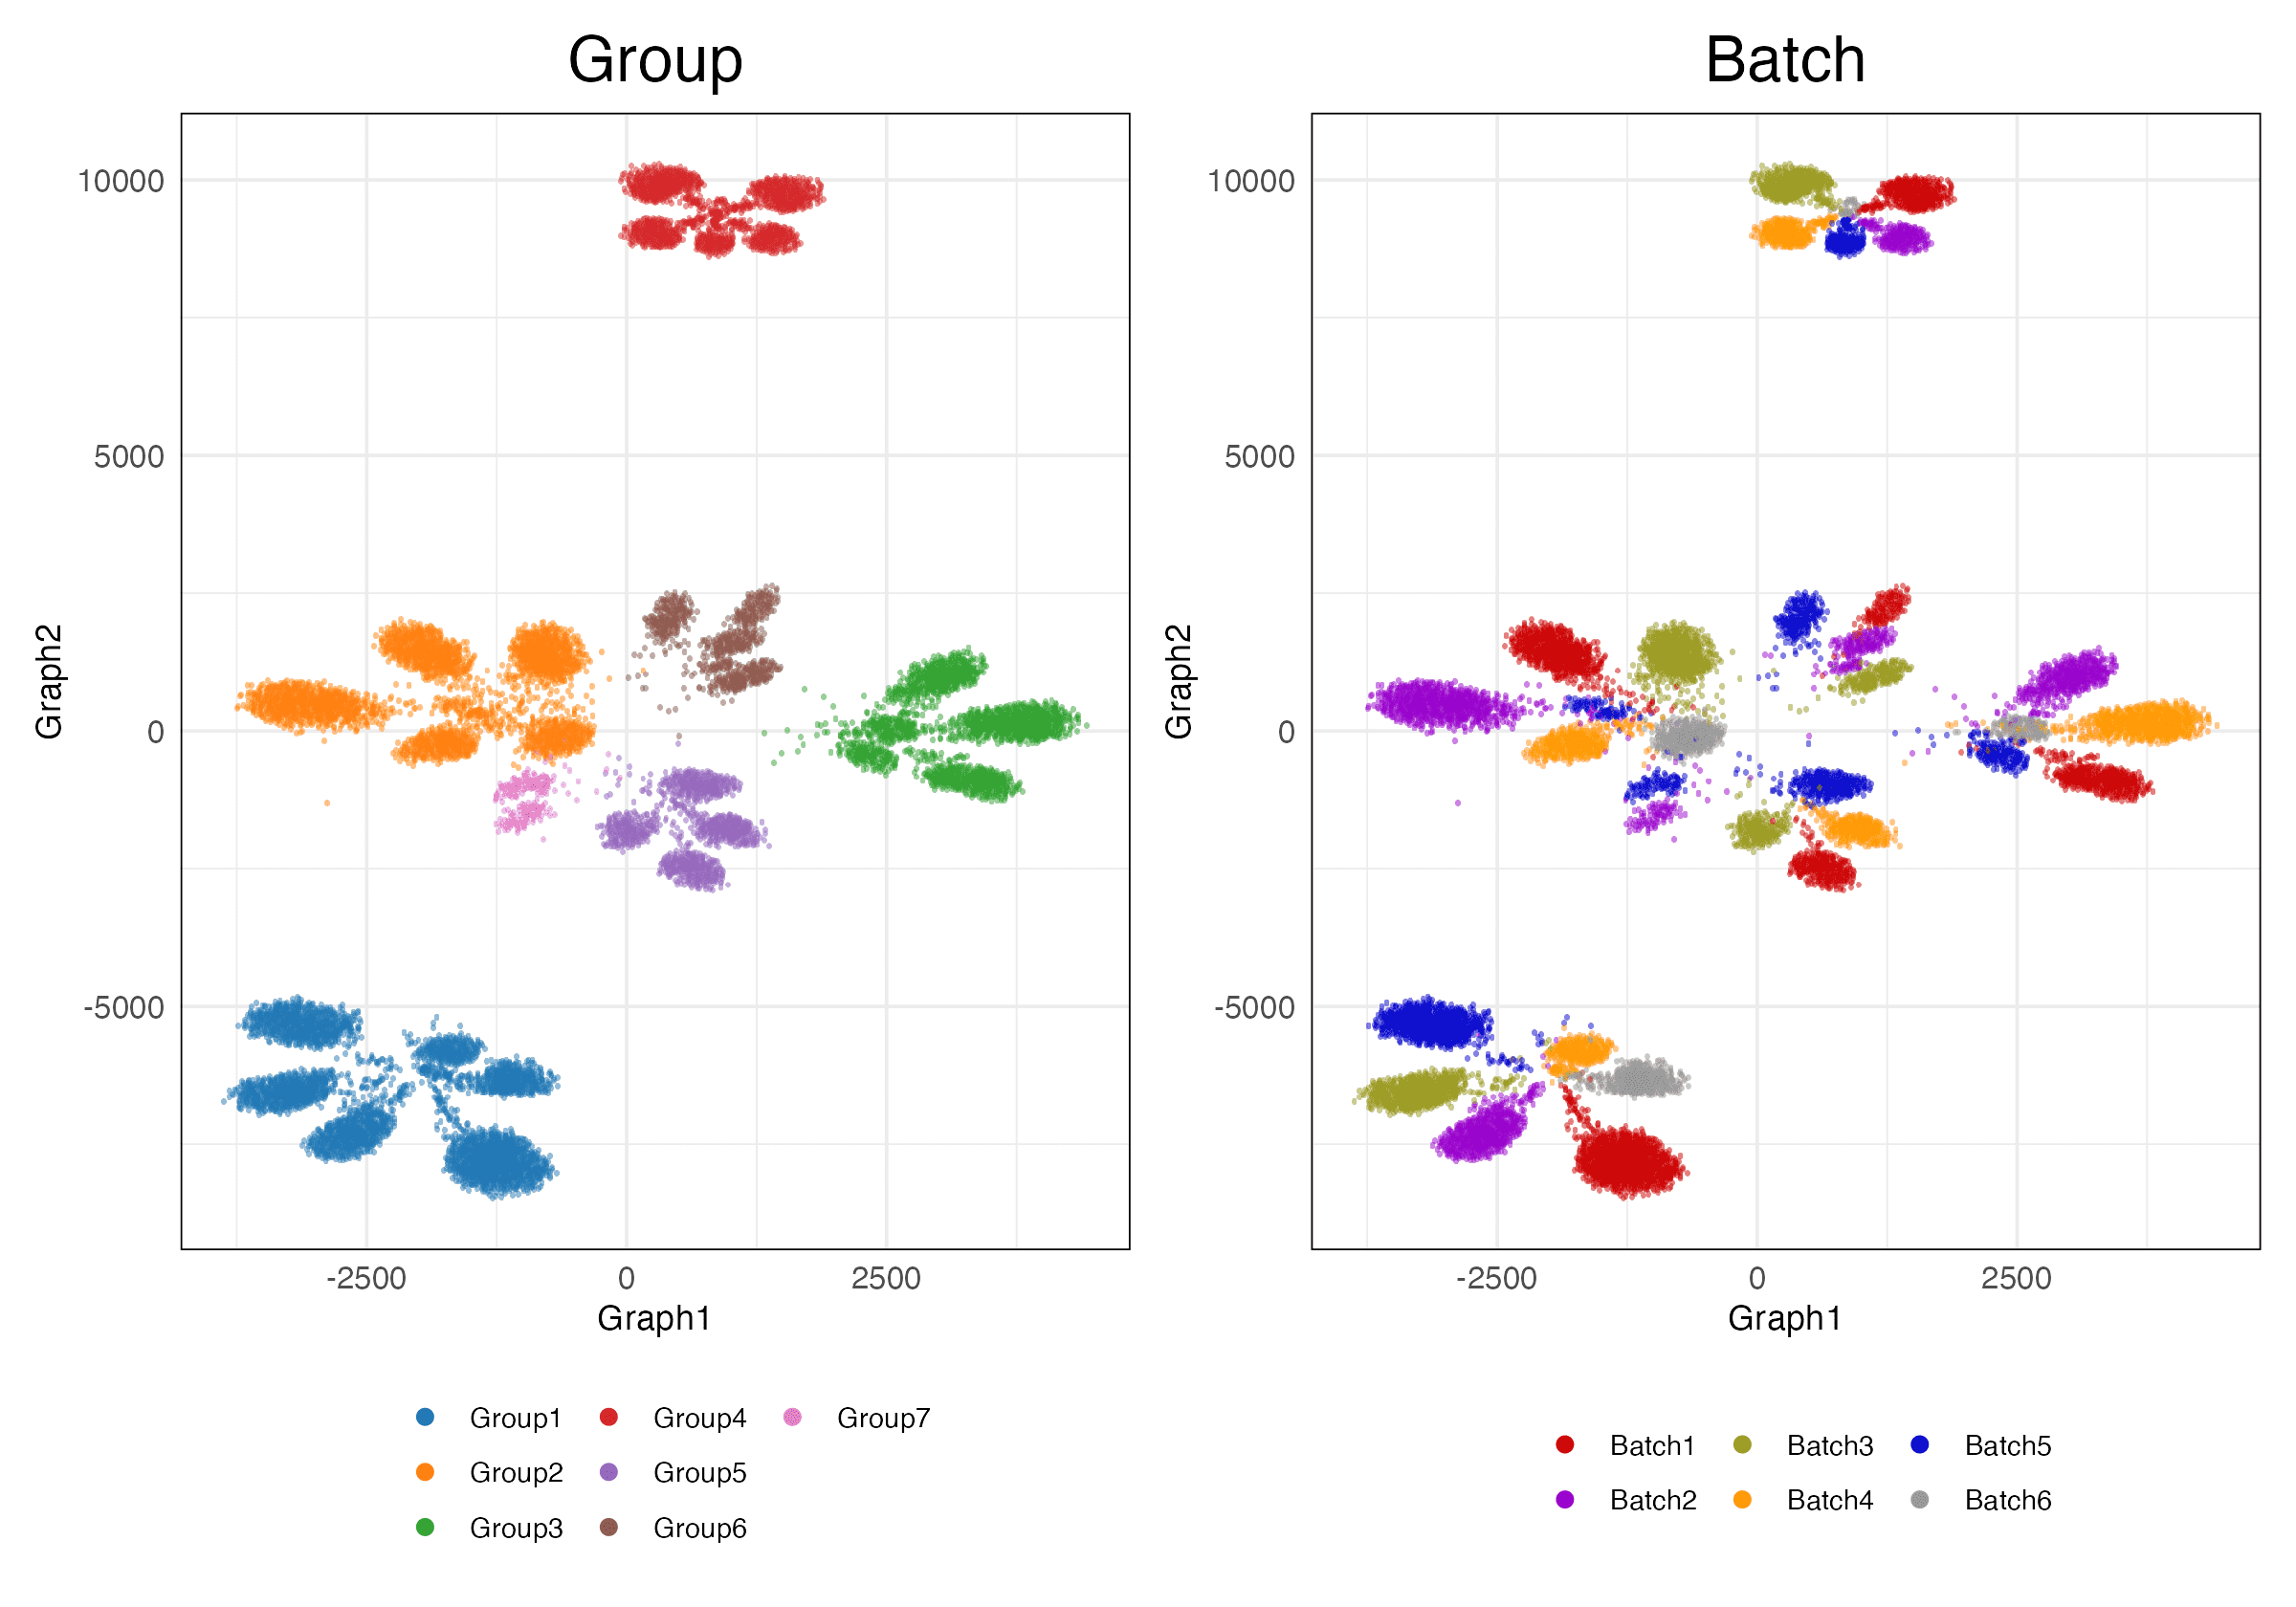 Group
Batch
10000
5000
0
-5000
Graph2
-2500 0 2500
Graph1
10000
5000
0
-5000
Graph2
-2500 0 2500
Graph1
Group1 Group4 Group7
Group2 Group5
Group3 Group6
Batch1 Batch3 Batch5
Batch2 Batch4 Batch6